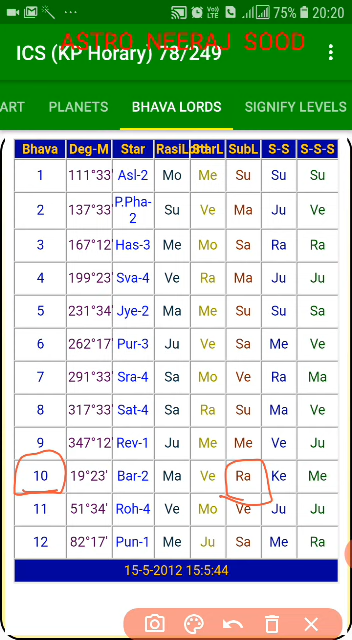 75% 20:20
ASTRO NEERAJ SOOD
ICS (KP Horary) 78/249
ART PLANETS BHAVA LORDS SIGNIFY LEVELS
Bhava Deg-M Star RasiL StarL SubL S-S S-S-S
1 111°33' Asl-2 Mo Me Su Su Su
2 137°33' P.Pha-2 Su Ve Ma Ju Ve
3 167°12' Has-3 Me Mo Sa Ra Ra
4 199°23' Sva-4 Ve Ra Ma Ju Ju
5 231°34' Jye-2 Ma Me Su Su Sa
6 262°17' Pur-3 Ju Ve Sa Me Ve
7 291°33' Sra-4 Sa Mo Ve Ra Ma
8 317°33' Sat-4 Sa Ra Su Ma Ve
9 347°12' Rev-1 Ju Me Me Ve Ju
10 19°23' Bar-2 Ma Ve Ra Ke Me
11 51°34' Roh-4 Ve Mo Ve Ju Ju
12 82°17' Pun-1 Me Ju Sa Me Ra
15-5-2012 15:5:44